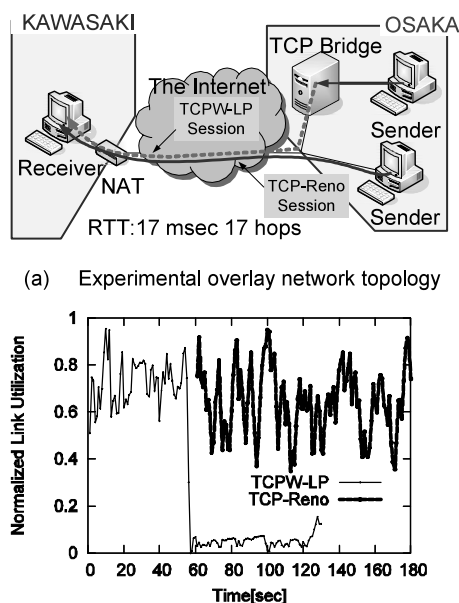 KAWASAKI
OSAKA
TCP Bridge
The Internet
TCPW-LP
Session
Sender
Receiver
NAT
TCP-Reno
Session
Sender
RTT:17 msec 17 hops
(a) Experimental overlay network topology
Normalized Link Utilization
1
0.8
0.6
0.4
0.2
0
TCPW-LP
TCP-Reno
0 20 40 60 80 100 120 140 160 180
Time[sec]